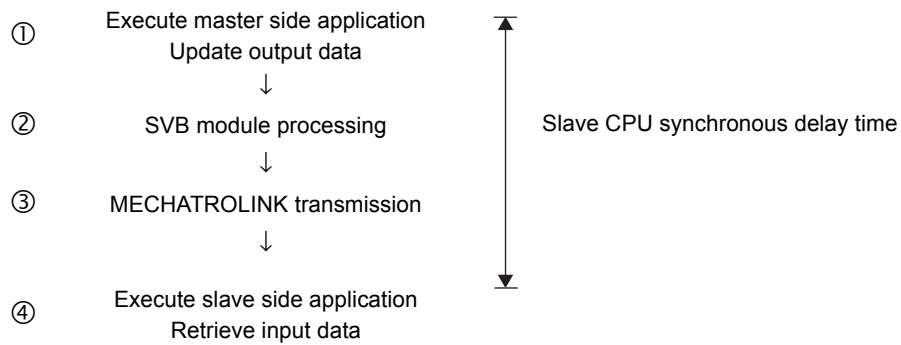 ① Execute master side application
Update output data
↓
② SVB module processing
Slave CPU synchronous delay time
↓
③ MECHATROLINK transmission
↓
④ Execute slave side application
Retrieve input data